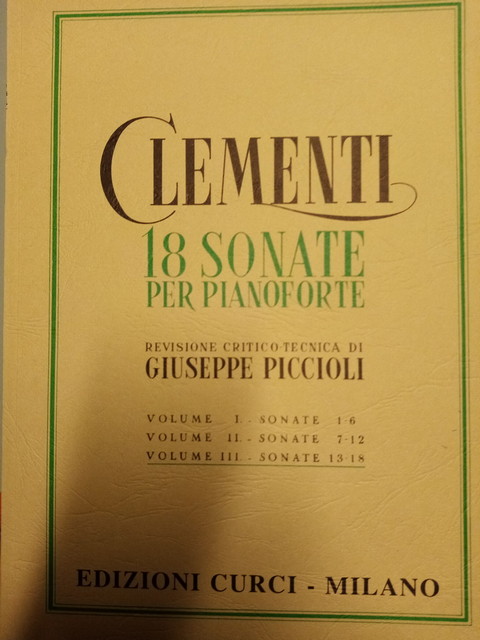 CLEMENTI
18 SONATE
PER PIANOFORTE
REVISIONE CRITICO-TECNICA DI
GIUSEPPE PICCIOLI
VOLUME I. - SONATE 1-6
VOLUME II. - SONATE 7-12
VOLUME III. - SONATE 13-18
EDIZIONI CURCI - MILANO